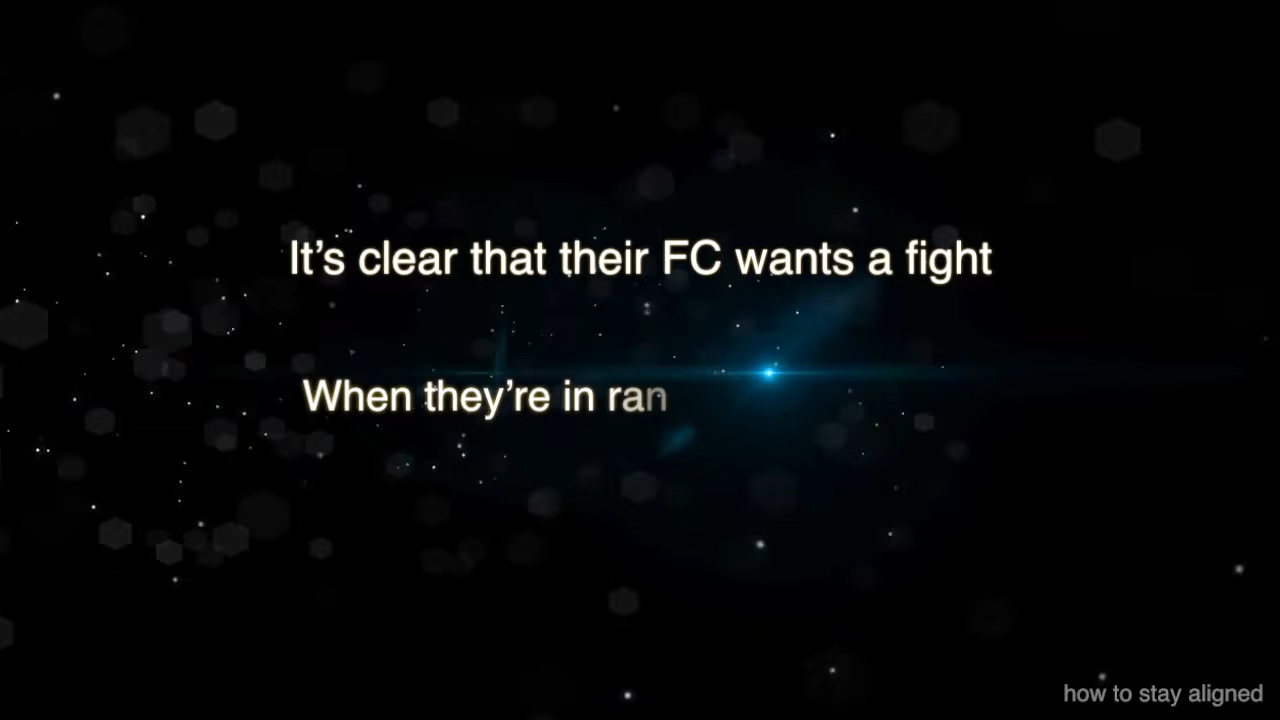 It’s clear that their FC wants a fight
When they’re in ran
how to stay aligned